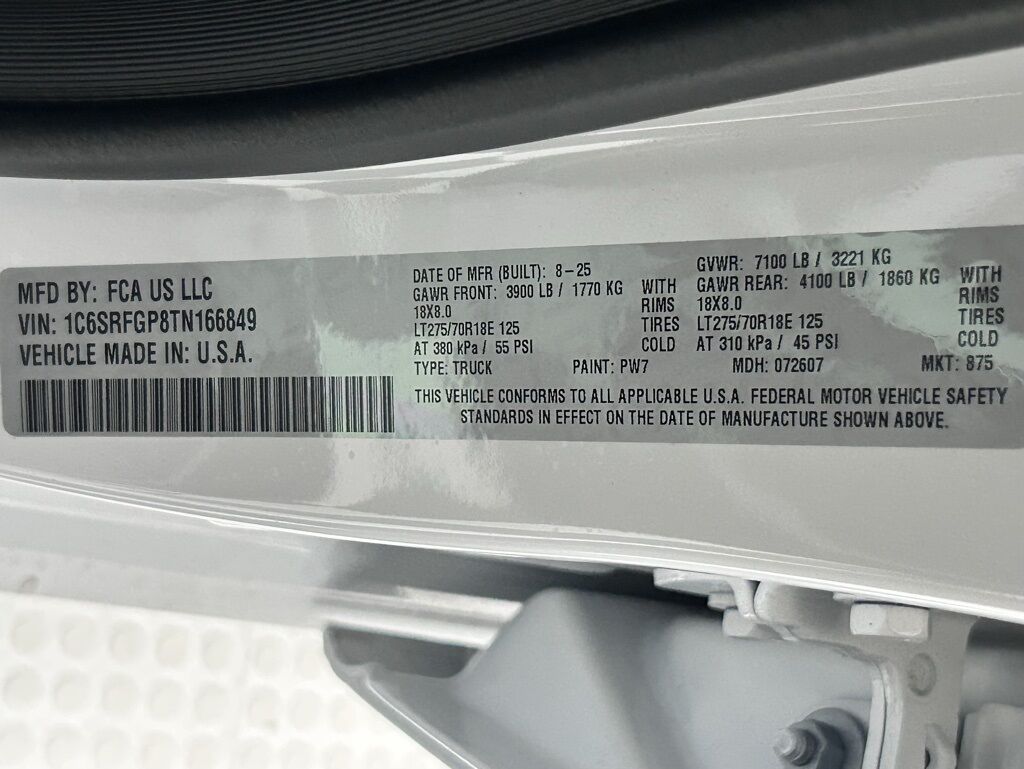 MFD BY: FCA US LLC
VIN: 1C6SRFGP8TN166849
VEHICLE MADE IN: U.S.A.
DATE OF MFR (BUILT): 8-25
GAWR FRONT: 3900 LB / 1770 KG WITH
18X8.0 RIMS
LT275/70R18E 125 TIRES
AT 380 kPa / 55 PSI COLD
GVWR: 7100 LB / 3221 KG
GAWR REAR: 4100 LB / 1860 KG WITH
18X8.0 RIMS
LT275/70R18E 125 TIRES
AT 310 kPa / 45 PSI COLD
TYPE: TRUCK PAINT: PW7 MDH: 072607 MKT: 875
THIS VEHICLE CONFORMS TO ALL APPLICABLE U.S.A. FEDERAL MOTOR VEHICLE SAFETY
STANDARDS IN EFFECT ON THE DATE OF MANUFACTURE SHOWN ABOVE.